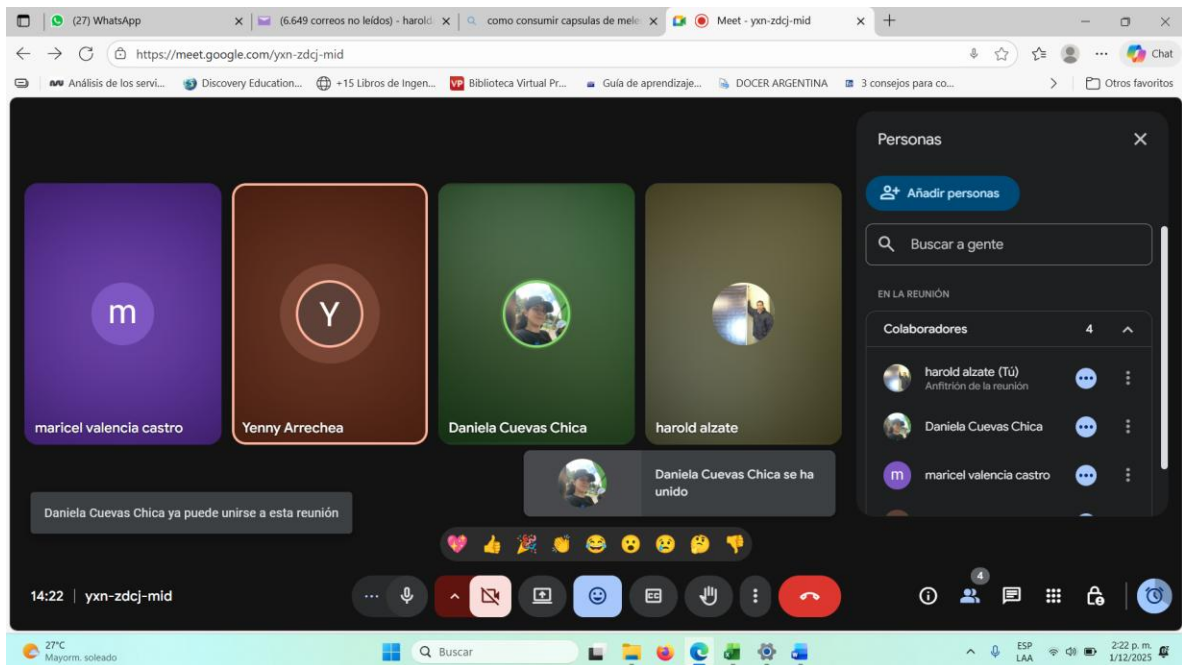 (27) WhatsApp
(6.649 correos no leídos) - harold
como consumir capsulas de mele
Meet - yxn-zdcj-mid
https://meet.google.com/yxn-zdcj-mid
Chat
Análisis de los servi...
Discovery Education...
+15 Libros de Ingen...
VP Biblioteca Virtual Pr...
Guía de aprendizaje...
DOCER ARGENTINA
3 consejos para co...
Otros favoritos
Personas
Añadir personas
Buscar a gente
EN LA REUNIÓN
Colaboradores 4
harold alzate (Tú)
Anfitrión de la reunión
Daniela Cuevas Chica
m maricel valencia castro
m
Y
maricel valencia castro
Yenny Arrechea
Daniela Cuevas Chica
harold alzate
Daniela Cuevas Chica se ha
unido
Daniela Cuevas Chica ya puede unirse a esta reunión
14:22 | yxn-zdcj-mid
CC
4
27°C
Mayorm. soleado
Buscar
ESP
LAA
2:22 p. m.
1/12/2025